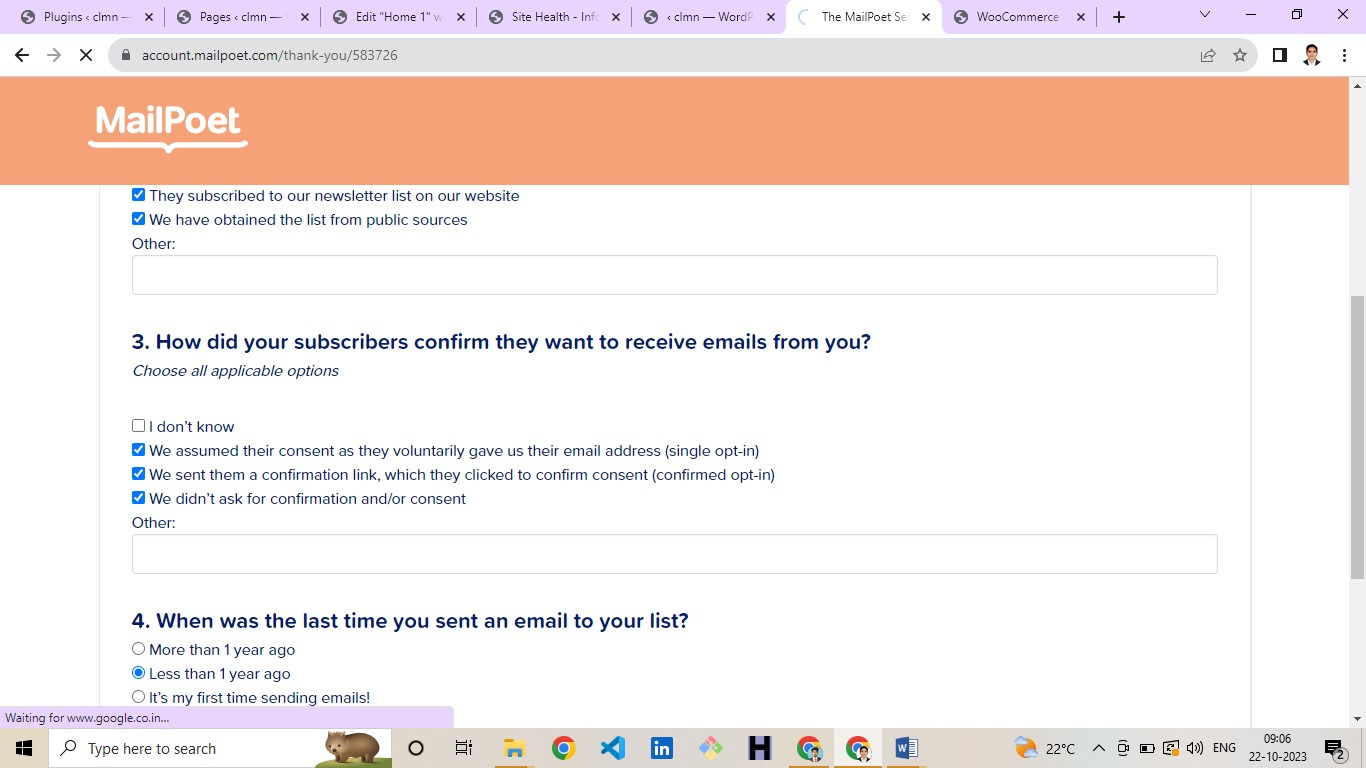 Plugins ‹ clmn —
Pages ‹ clmn —
Edit "Home 1" w
Site Health - Info
‹ clmn — WordP
The MailPoet Se
WooCommerce
account.mailpoet.com/thank-you/583726
MailPoet
They subscribed to our newsletter list on our website
We have obtained the list from public sources
Other:
3. How did your subscribers confirm they want to receive emails from you?
Choose all applicable options
I don’t know
We assumed their consent as they voluntarily gave us their email address (single opt-in)
We sent them a confirmation link, which they clicked to confirm consent (confirmed opt-in)
We didn’t ask for confirmation and/or consent
Other:
4. When was the last time you sent an email to your list?
More than 1 year ago
Less than 1 year ago
It’s my first time sending emails!
Waiting for www.google.co.in...
Type here to search
22°C
ENG
09:06
22-10-2023
2